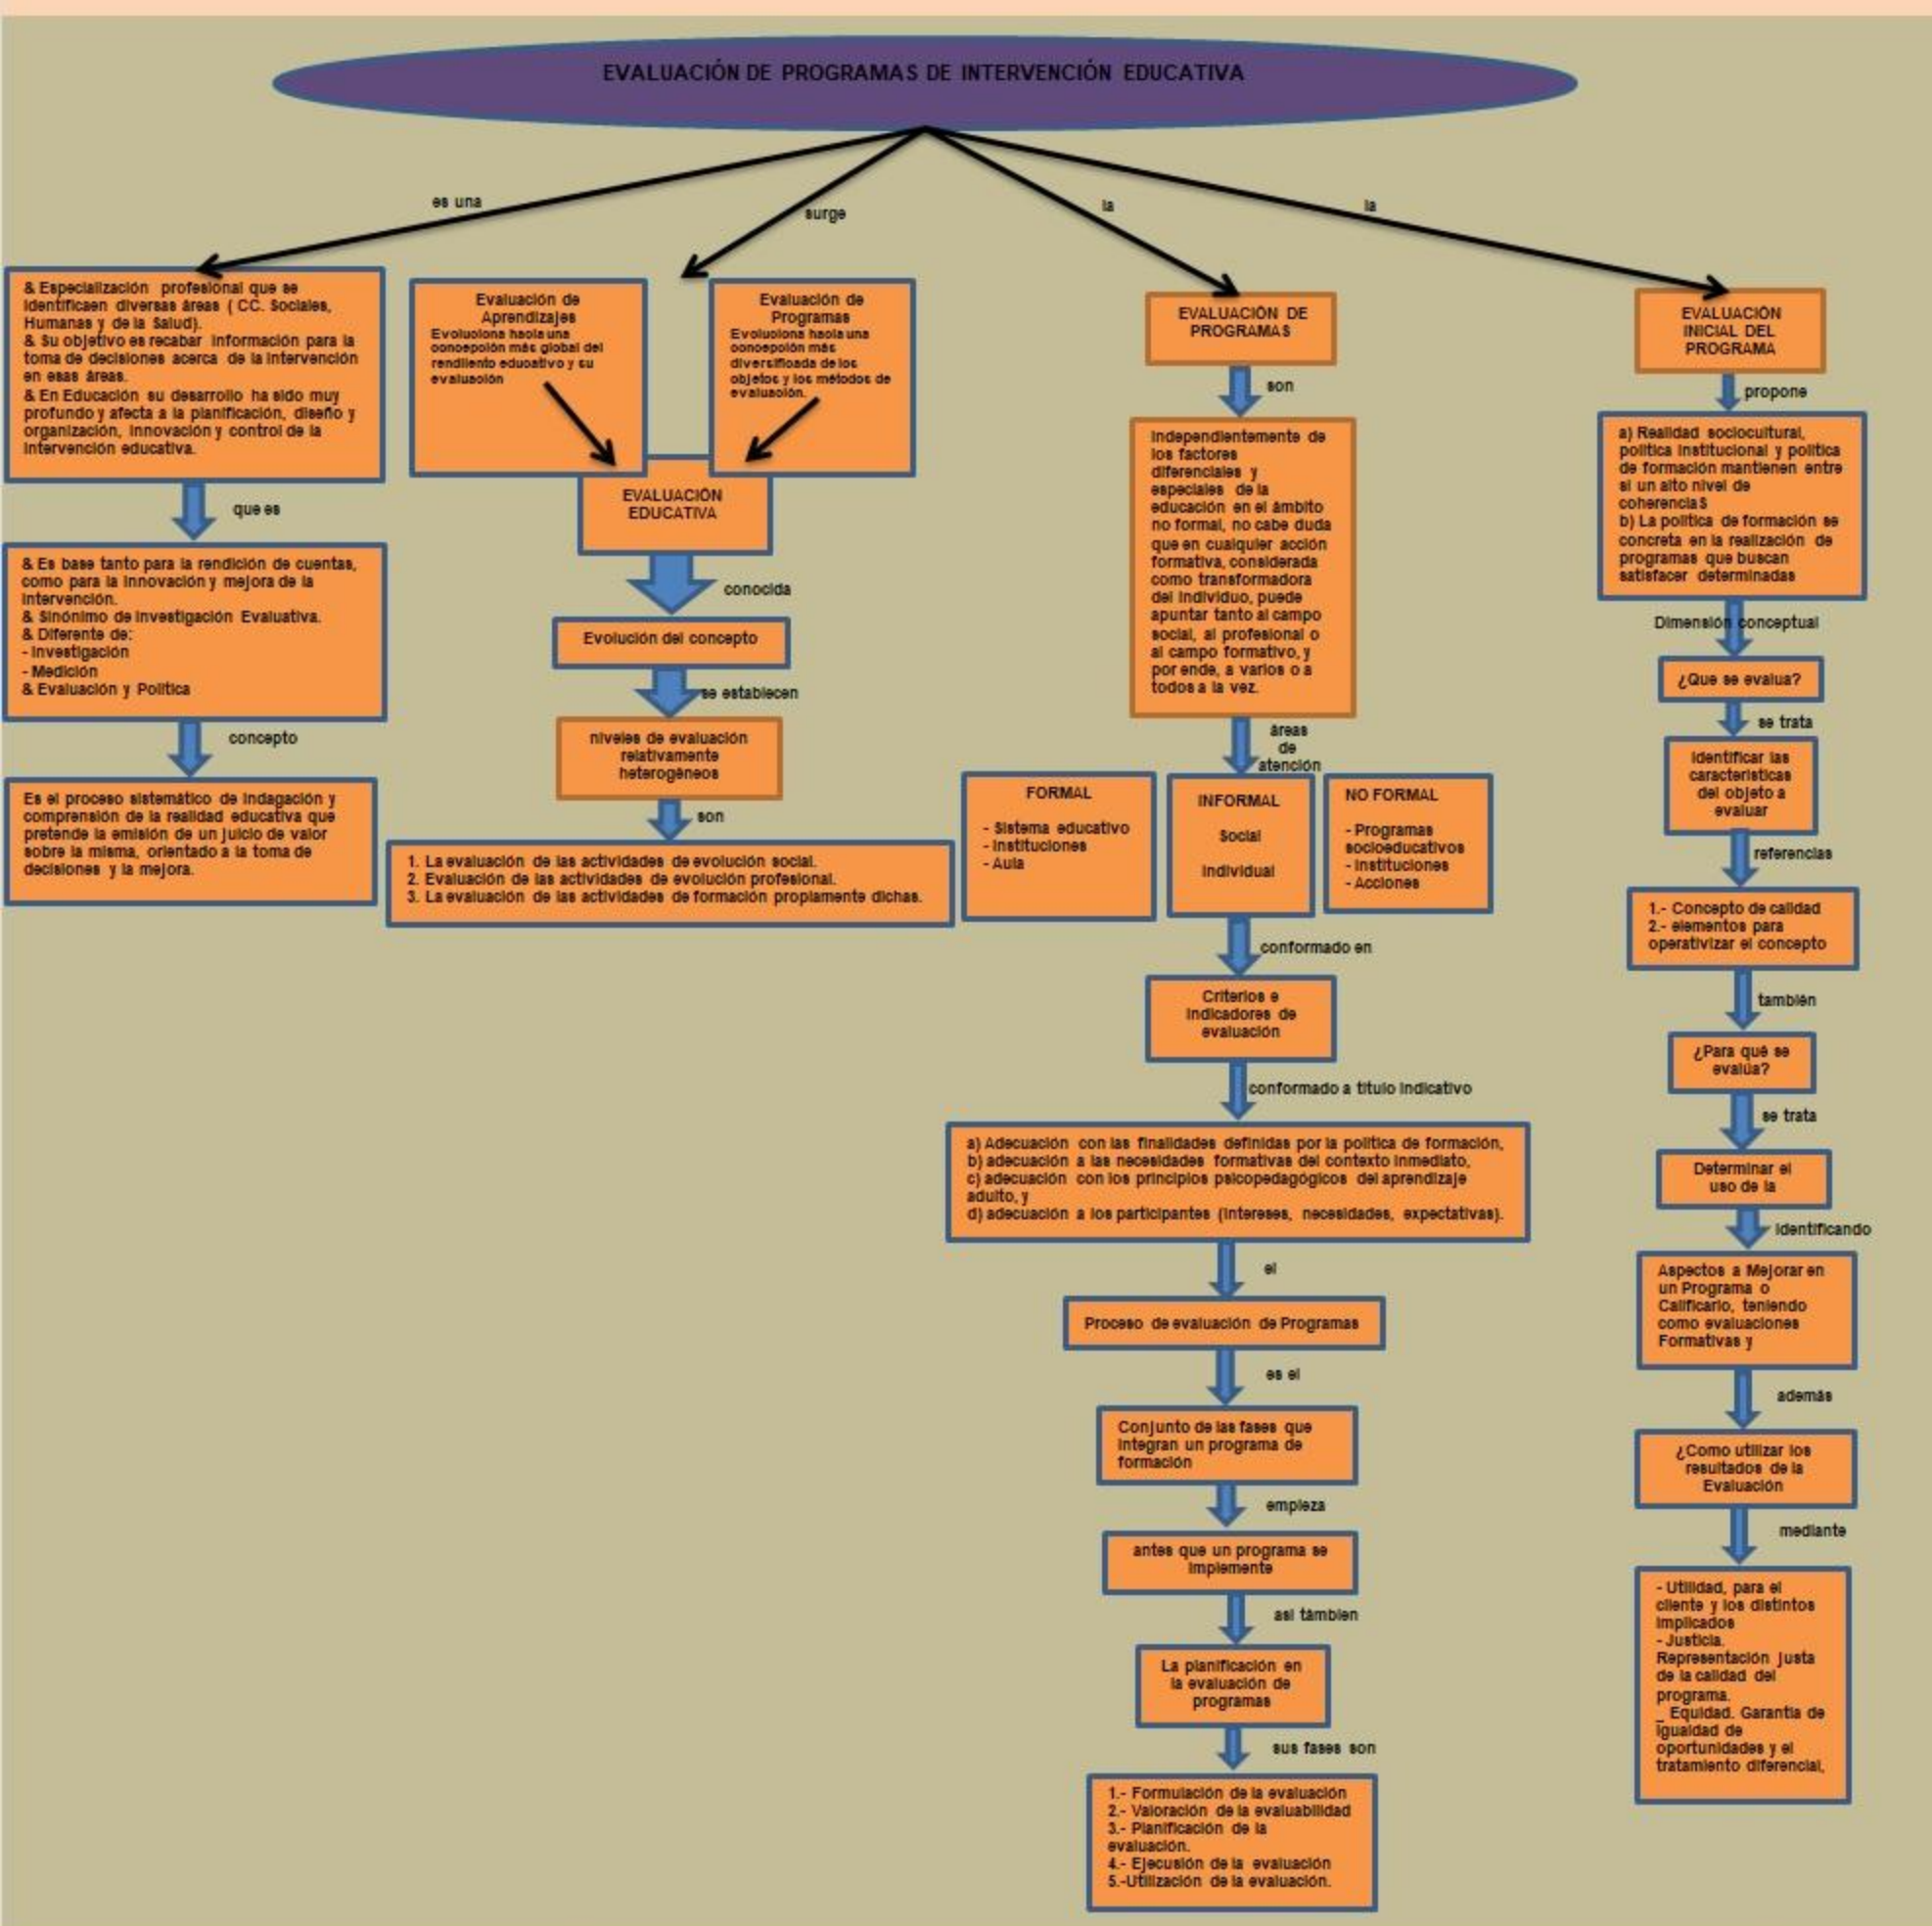 EVALUACIÓN DE PROGRAMAS DE INTERVENCIÓN EDUCATIVA
es una
surge
la
la
& Especialización profesional que se
identificaen diversas áreas ( CC. Sociales,
Humanas y de la Salud).
& Su objetivo es recabar información para la
toma de decisiones acerca de la intervención
en esas áreas.
& En Educación su desarrollo ha sido muy
profundo y afecta a la planificación, diseño y
organización, innovación y control de la
intervención educativa.
que es
& Es base tanto para la rendición de cuentas,
como para la innovación y mejora de la
intervención.
& Sinónimo de Investigación Evaluativa.
& Diferente de:
- Investigación
- Medición
& Evaluación y Política
concepto
Es el proceso sistemático de indagación y
comprensión de la realidad educativa que
pretende la emisión de un juicio de valor
sobre la misma, orientado a la toma de
decisiones y la mejora.
Evaluación de
Aprendizajes
Evoluciona hacia una
concepción más global del
rendiiento educativo y su
evaluación
Evaluación de
Programas
Evoluciona hacia una
concepción más
diversificada de los
objetos y los métodos de
evaluación.
EVALUACIÓN
EDUCATIVA
conocida
Evolución del concepto
se establecen
niveles de evaluación
relativamente
heterogéneos
son
1. La evaluación de las actividades de evolución social.
2. Evaluación de las actividades de evolución profesional.
3. La evaluación de las actividades de formación propiamente dichas.
EVALUACIÓN DE
PROGRAMAS
son
Independientemente de
los factores
diferenciales y
especiales de la
educación en el ámbito
no formal, no cabe duda
que en cualquier acción
formativa, considerada
como transformadora
del individuo, puede
apuntar tanto al campo
social, al profesional o
al campo formativo, y
por ende, a varios o a
todos a la vez.
áreas
de
atención
FORMAL
- Sistema educativo
- Instituciones
- Aula
INFORMAL
Social
Individual
NO FORMAL
- Programas
socioeducativos
- Instituciones
- Acciones
conformado en
Criterios e
indicadores de
evaluación
conformado a titulo indicativo
a) Adecuación con las finalidades definidas por la política de formación,
b) adecuación a las necesidades formativas del contexto inmediato,
c) adecuación con los principios psicopedagógicos del aprendizaje
adulto, y
d) adecuación a los participantes (intereses, necesidades, expectativas).
el
Proceso de evaluación de Programas
es el
Conjunto de las fases que
integran un programa de
formación
empieza
antes que un programa se
implemente
asi támbien
La planificación en
la evaluación de
programas
sus fases son
1.- Formulación de la evaluación
2.- Valoración de la evaluabilidad
3.- Planificación de la
evaluación.
4.- Ejecusión de la evaluación
5.-Utilización de la evaluación.
EVALUACIÓN
INICIAL DEL
PROGRAMA
propone
a) Realidad sociocultural,
política institucional y política
de formación mantienen entre
si un alto nivel de
coherenciaS
b) La política de formación se
concreta en la realización de
programas que buscan
satisfacer determinadas
Dimensión conceptual
¿Que se evalua?
se trata
Identificar las
características
del objeto a
evaluar
referencias
1.- Concepto de calidad
2.- elementos para
operativizar el concepto
también
¿Para qué se
evalúa?
se trata
Determinar el
uso de la
identificando
Aspectos a Mejorar en
un Programa o
Calificarlo, teniendo
como evaluaciones
Formativas y
además
¿Como utilizar los
resultados de la
Evaluación
mediante
- Utilidad, para el
cliente y los distintos
implicados
- Justicia.
Representación justa
de la calidad del
programa.
_ Equidad. Garantía de
igualdad de
oportunidades y el
tratamiento diferencial,